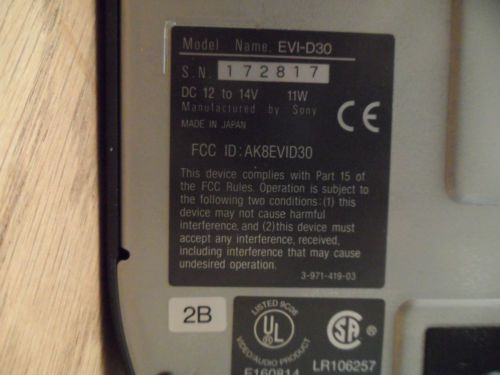 Model Name. EVI-D30
S.N. 172817
DC 12 to 14V 11W
Manufactured by Sony
MADE IN JAPAN
CE
FCC ID: AK8EVID30
This device complies with Part 15 of
the FCC Rules. Operation is subject to
the following two conditions: (1) this
device may not cause harmful
interference, and (2) this device must
accept any interference, received,
including interference that may cause
undesired operation.
3-971-419-03
2B
LISTED 9C08
UL
®
VIDEO/AUDIO PRODUCT
E160814
SA
®
LR106257